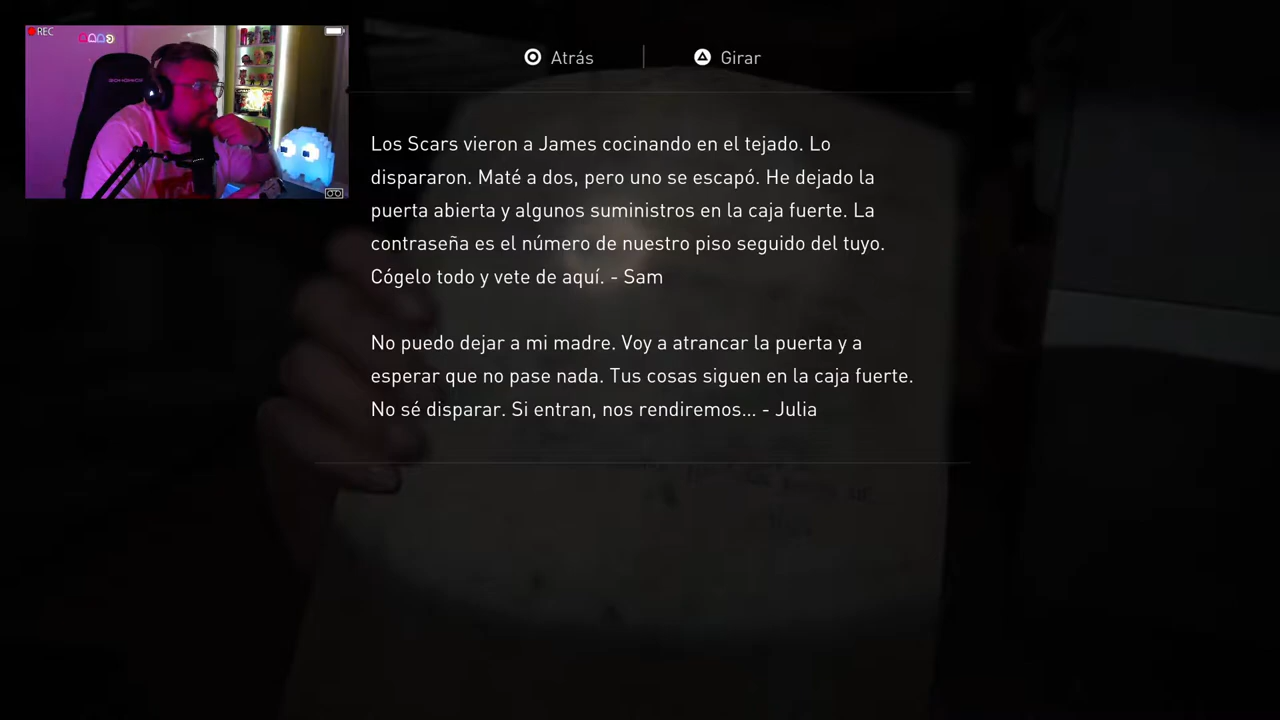 REC
Atrás
Girar
Los Scars vieron a James cocinando en el tejado. Lo
dispararon. Maté a dos, pero uno se escapó. He dejado la
puerta abierta y algunos suministros en la caja fuerte. La
contraseña es el número de nuestro piso seguido del tuyo.
Cógelo todo y vete de aquí. - Sam
No puedo dejar a mi madre. Voy a atrancar la puerta y a
esperar que no pase nada. Tus cosas siguen en la caja fuerte.
No sé disparar. Si entran, nos rendiremos... - Julia